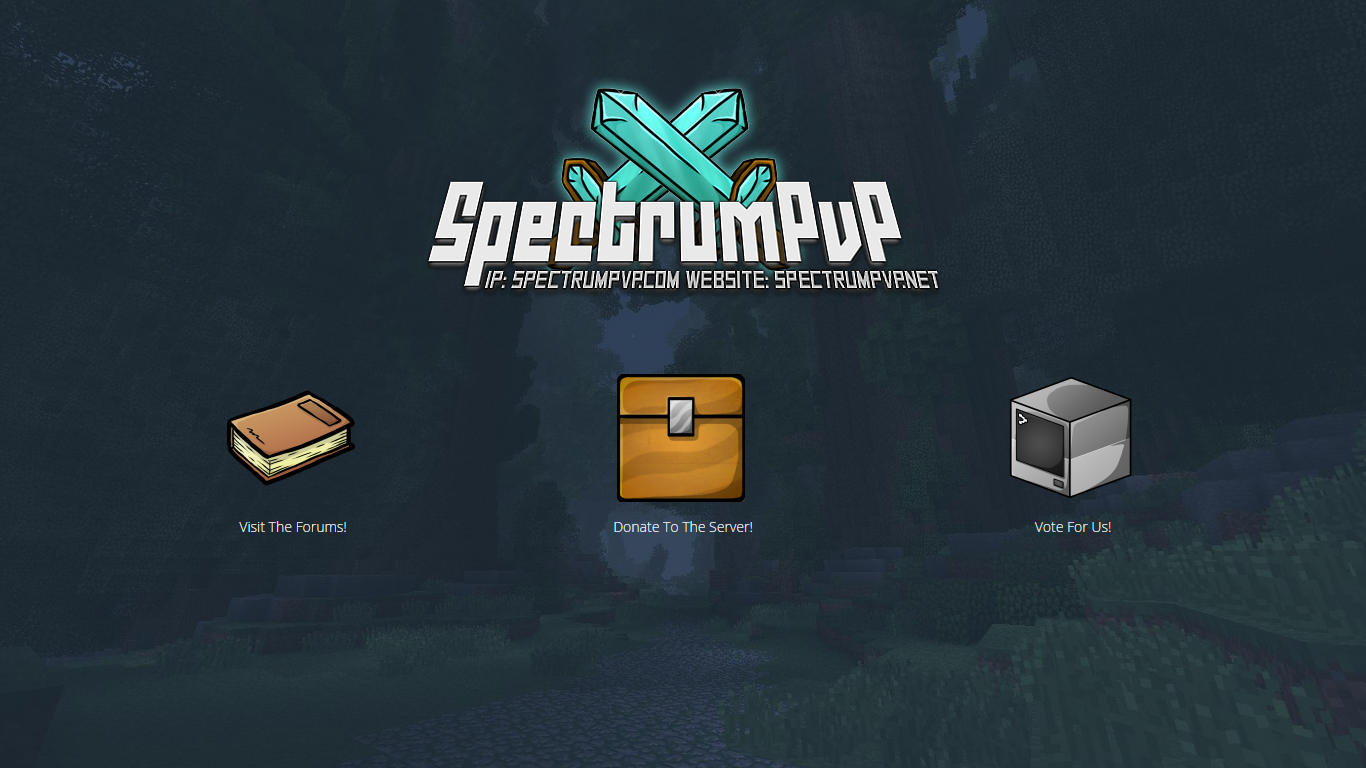 SpectrumPvP
IP: SPECTRUMPVP.COM WEBSITE: SPECTRUMPVP.NET
>
Visit The Forums!
Donate To The Server!
Vote For Us!